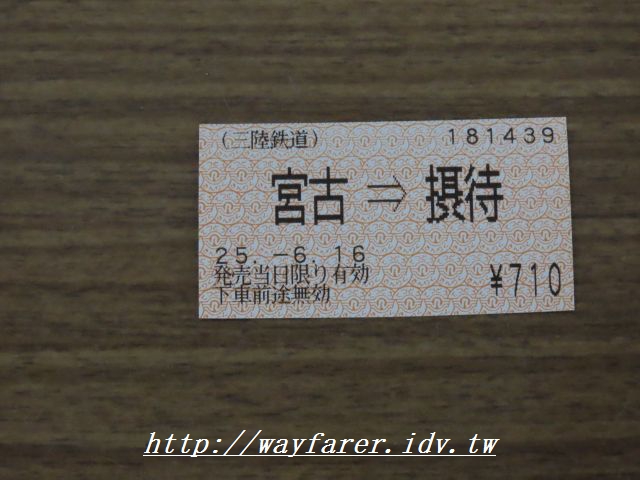 (三陸鉄道) 181439
宮古⇒摂待
25.-6.16
発売当日限り有効
下車前途無効 ¥710
http://wayfarer.idv.tw